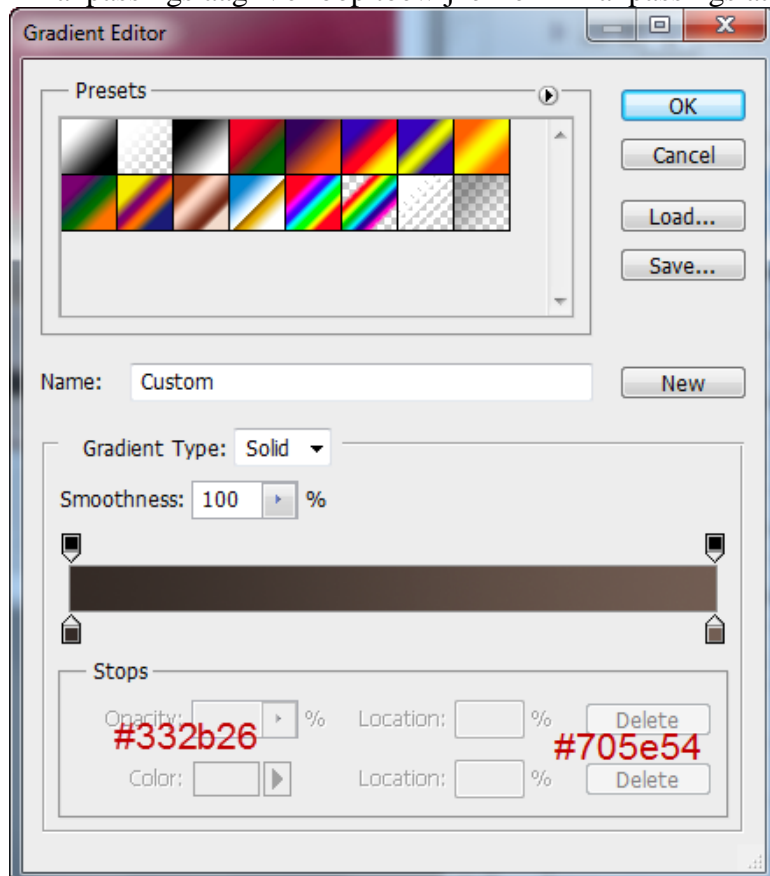 Gradient Editor
Presets
OK
Cancel
Load...
Save...
Name: Custom
New
Gradient Type: Solid
Smoothness: 100 %
Stops
Opacity: % Location: % Delete
#332b26 #705e54
Color: Location: % Delete